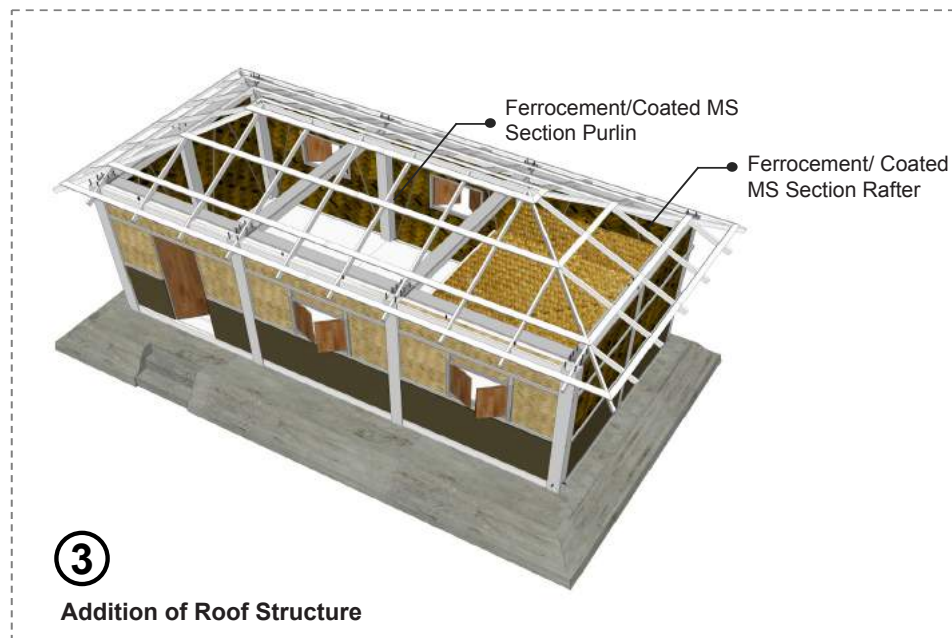 Ferrocement/Coated MS
Section Purlin
Ferrocement/ Coated
MS Section Rafter
3
Addition of Roof Structure